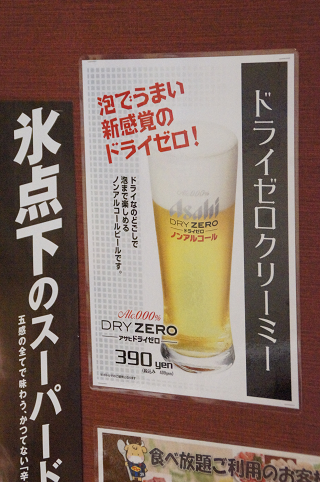 泡でうまい
新感覚の
ドライゼロ!
ドライなのどごしで
泡まで楽しめる
ノンアルコールビールです。
ドライゼロクリーミー
Asahi
DRY ZERO
ドライゼロ
ノンアルコール
Alc.0.00%
DRY ZERO
アサヒドライゼロ
390 yen
氷点下のスーパード
五感の全てで味わう、かつてない「辛
食べ放題ご利用のお客様